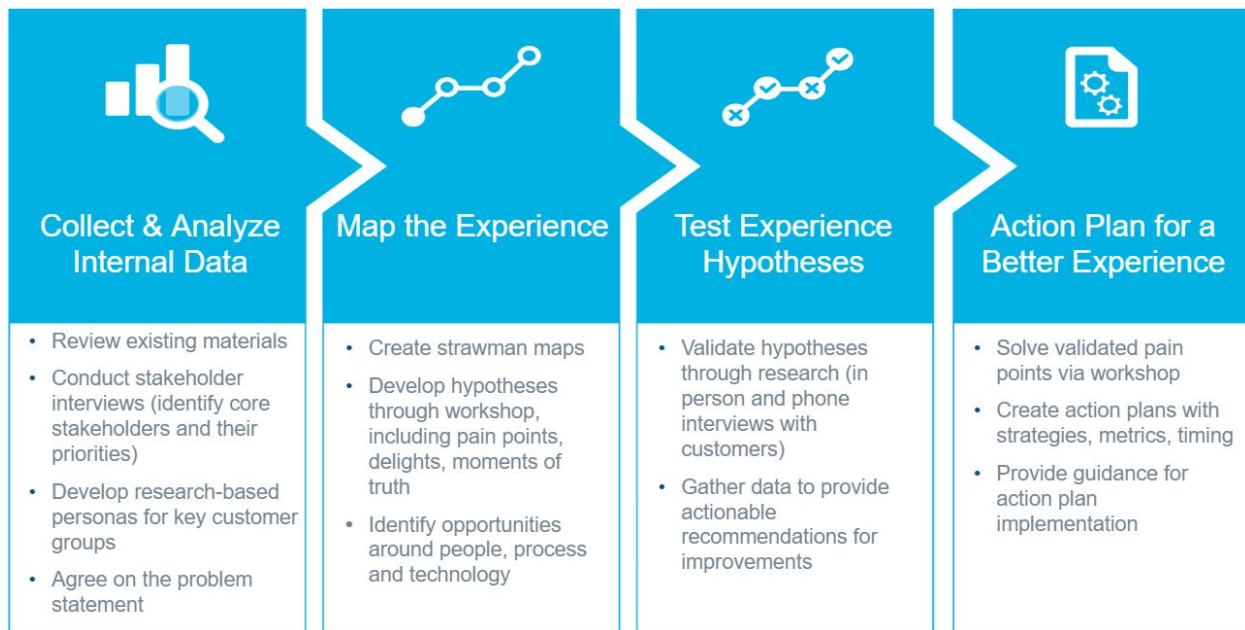 Collect & Analyze
Internal Data
• Review existing materials
• Conduct stakeholder
interviews (identify core
stakeholders and their
priorities)
• Develop research-based
personas for key customer
groups
• Agree on the problem
statement
Map the Experience
• Create strawman maps
• Develop hypotheses
through workshop,
including pain points,
delights, moments of
truth
• Identify opportunities
around people, process
and technology
Test Experience
Hypotheses
• Validate hypotheses
through research (in
person and phone
interviews with
customers)
• Gather data to provide
actionable
recommendations for
improvements
Action Plan for a
Better Experience
• Solve validated pain
points via workshop
• Create action plans with
strategies, metrics, timing
• Provide guidance for
action plan
implementation